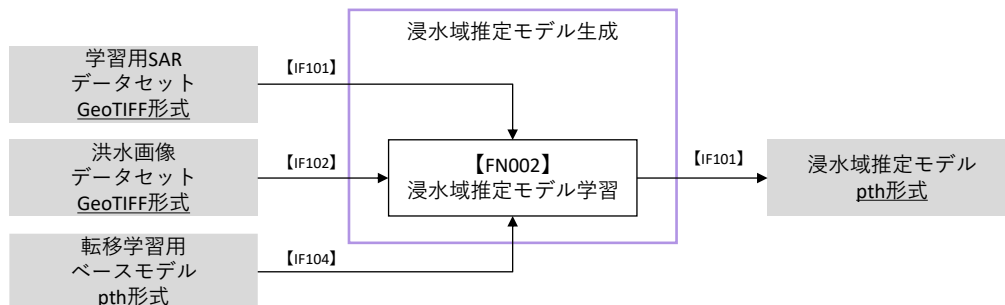 浸水域推定モデル生成
学習用SAR
データセット
GeoTIFF形式
【IF101】
洪水画像
データセット
GeoTIFF形式
【IF102】
【FN002】
浸水域推定モデル学習
【IF101】
浸水域推定モデル
pth形式
転移学習用
ベースモデル
pth形式
【IF104】